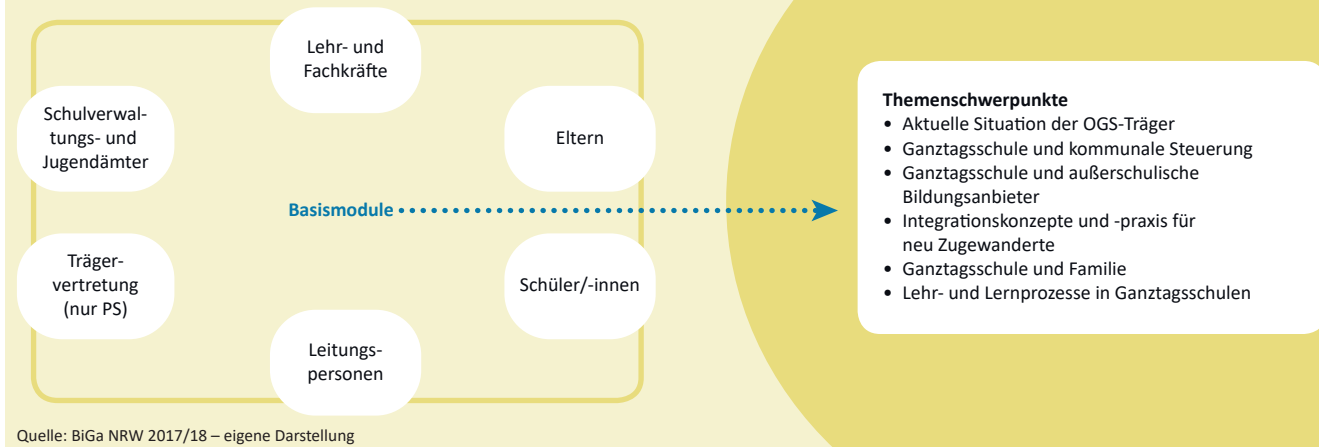 Lehr- und
Fachkräfte
Schulverwal-
tungs- und
Jugendämter
Eltern
Basismodule
Träger-
vertretung
(nur PS)
Schüler/-innen
Leitungs-
personen
Themenschwerpunkte
• Aktuelle Situation der OGS-Träger
• Ganztagsschule und kommunale Steuerung
• Ganztagsschule und außerschulische
Bildungsanbieter
• Integrationskonzepte und -praxis für
neu Zugewanderte
• Ganztagsschule und Familie
• Lehr- und Lernprozesse in Ganztagsschulen
Quelle: BiGa NRW 2017/18 – eigene Darstellung